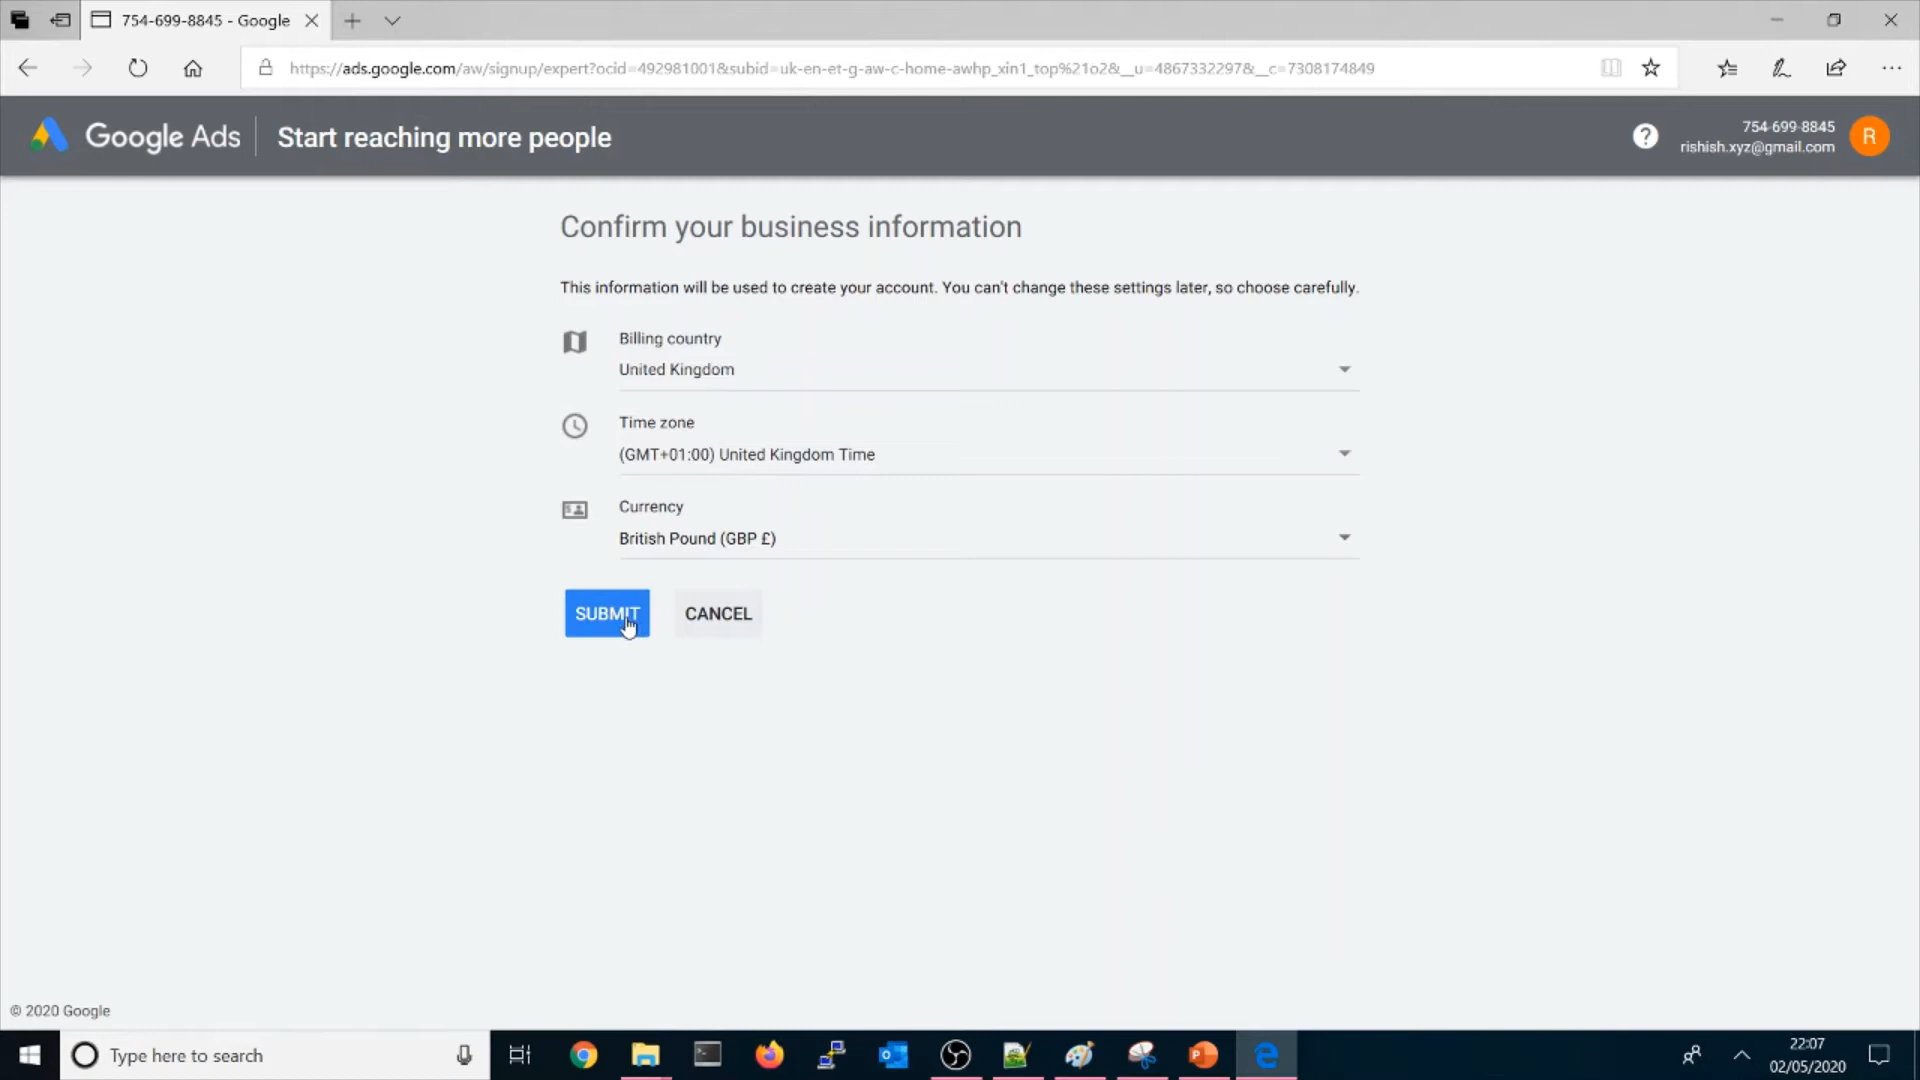 754-699-8845 - Google
https://ads.google.com/aw/signup/expert?ocid=492981001&subid=uk-en-et-g-aw-c-home-awhp_xin1_top%21o2&__u=4867332297&__c=7308174849
Google Ads
Start reaching more people
?
754-699-8845
rishish.xyz@gmail.com
R
Confirm your business information
This information will be used to create your account. You can't change these settings later, so choose carefully.
Billing country
United Kingdom
Time zone
(GMT+01:00) United Kingdom Time
Currency
British Pound (GBP £)
SUBMIT
CANCEL
© 2020 Google
Type here to search
22:07
02/05/2020